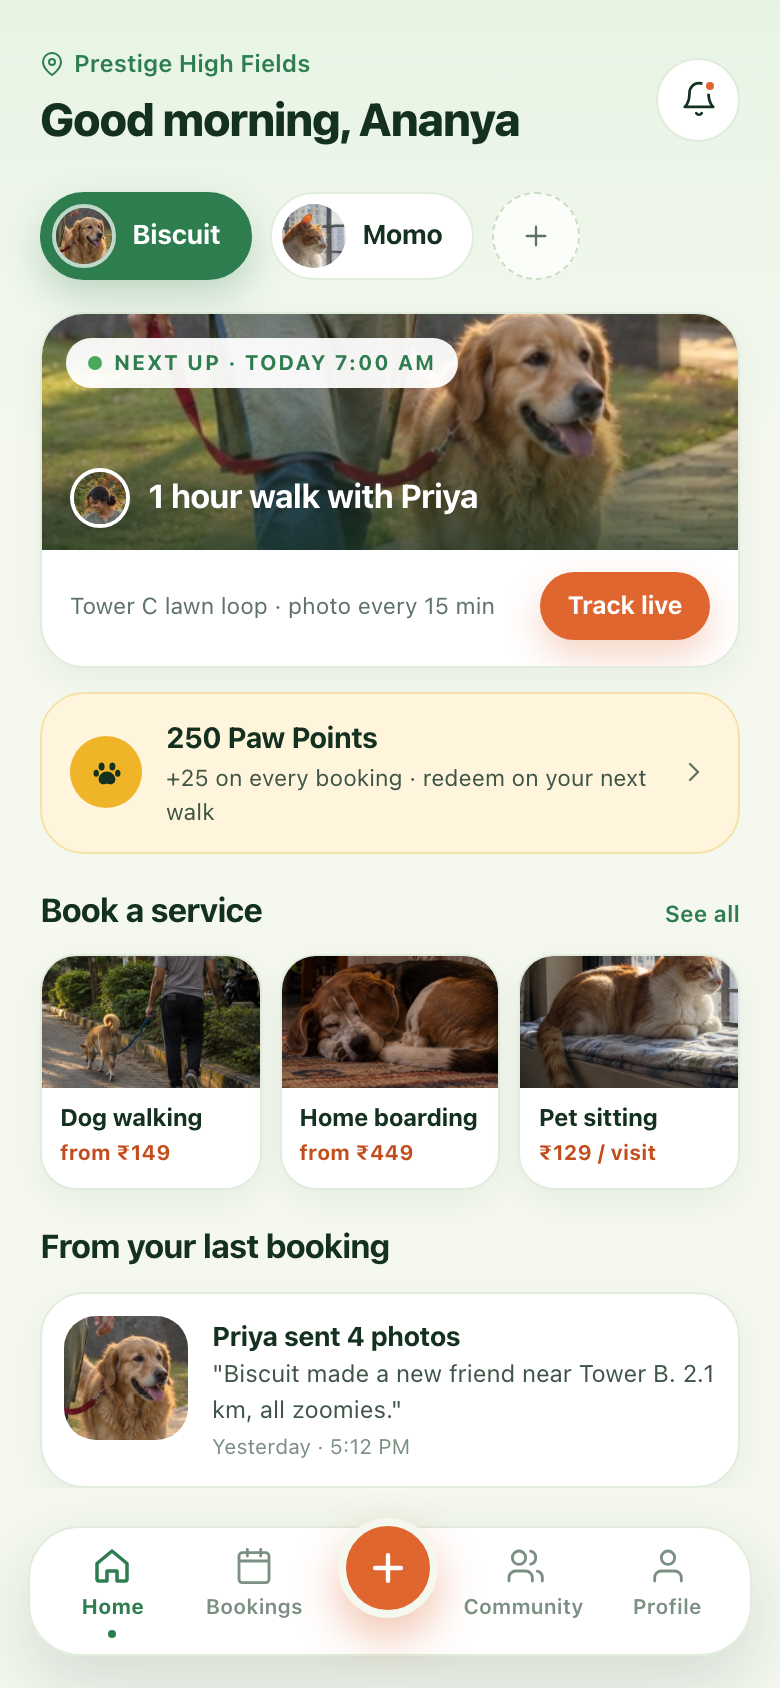 Prestige High Fields
Good morning, Ananya
Biscuit
Momo
NEXT UP · TODAY 7:00 AM
1 hour walk with Priya
Tower C lawn loop · photo every 15 min
Track live
250 Paw Points
+25 on every booking · redeem on your next
walk
Book a service
See all
Dog walking
from ₹149
Home boarding
from ₹449
Pet sitting
₹129 / visit
From your last booking
Priya sent 4 photos
"Biscuit made a new friend near Tower B. 2.1
km, all zoomies."
Yesterday · 5:12 PM
Home
Bookings
Community
Profile